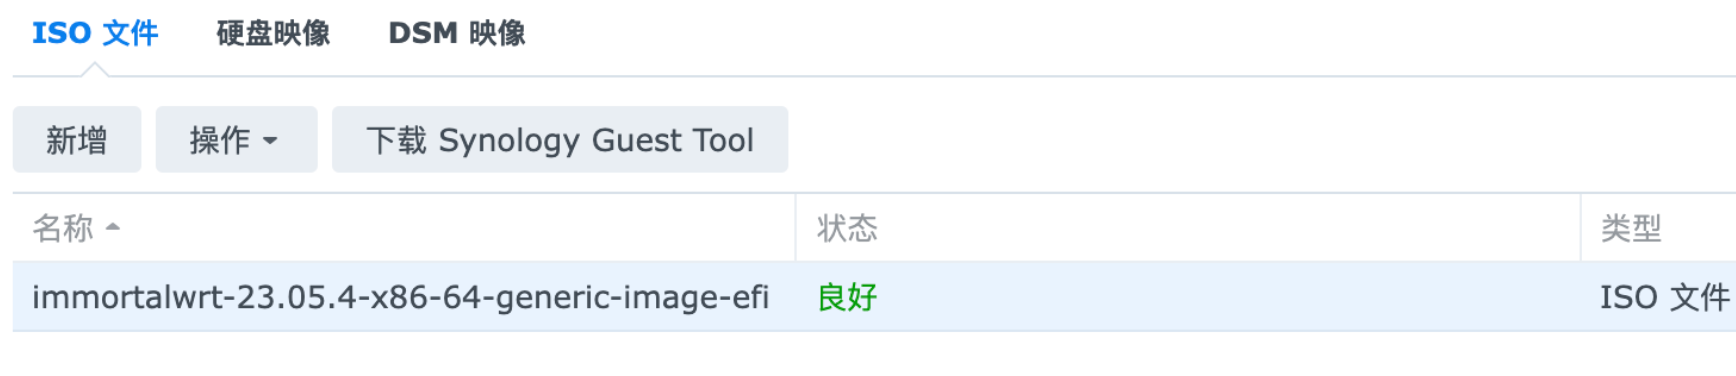 ISO 文件 硬盘映像 DSM 映像
新增 操作 下载 Synology Guest Tool
名称 状态 类型
immortalwrt-23.05.4-x86-64-generic-image-efi 良好 ISO 文件